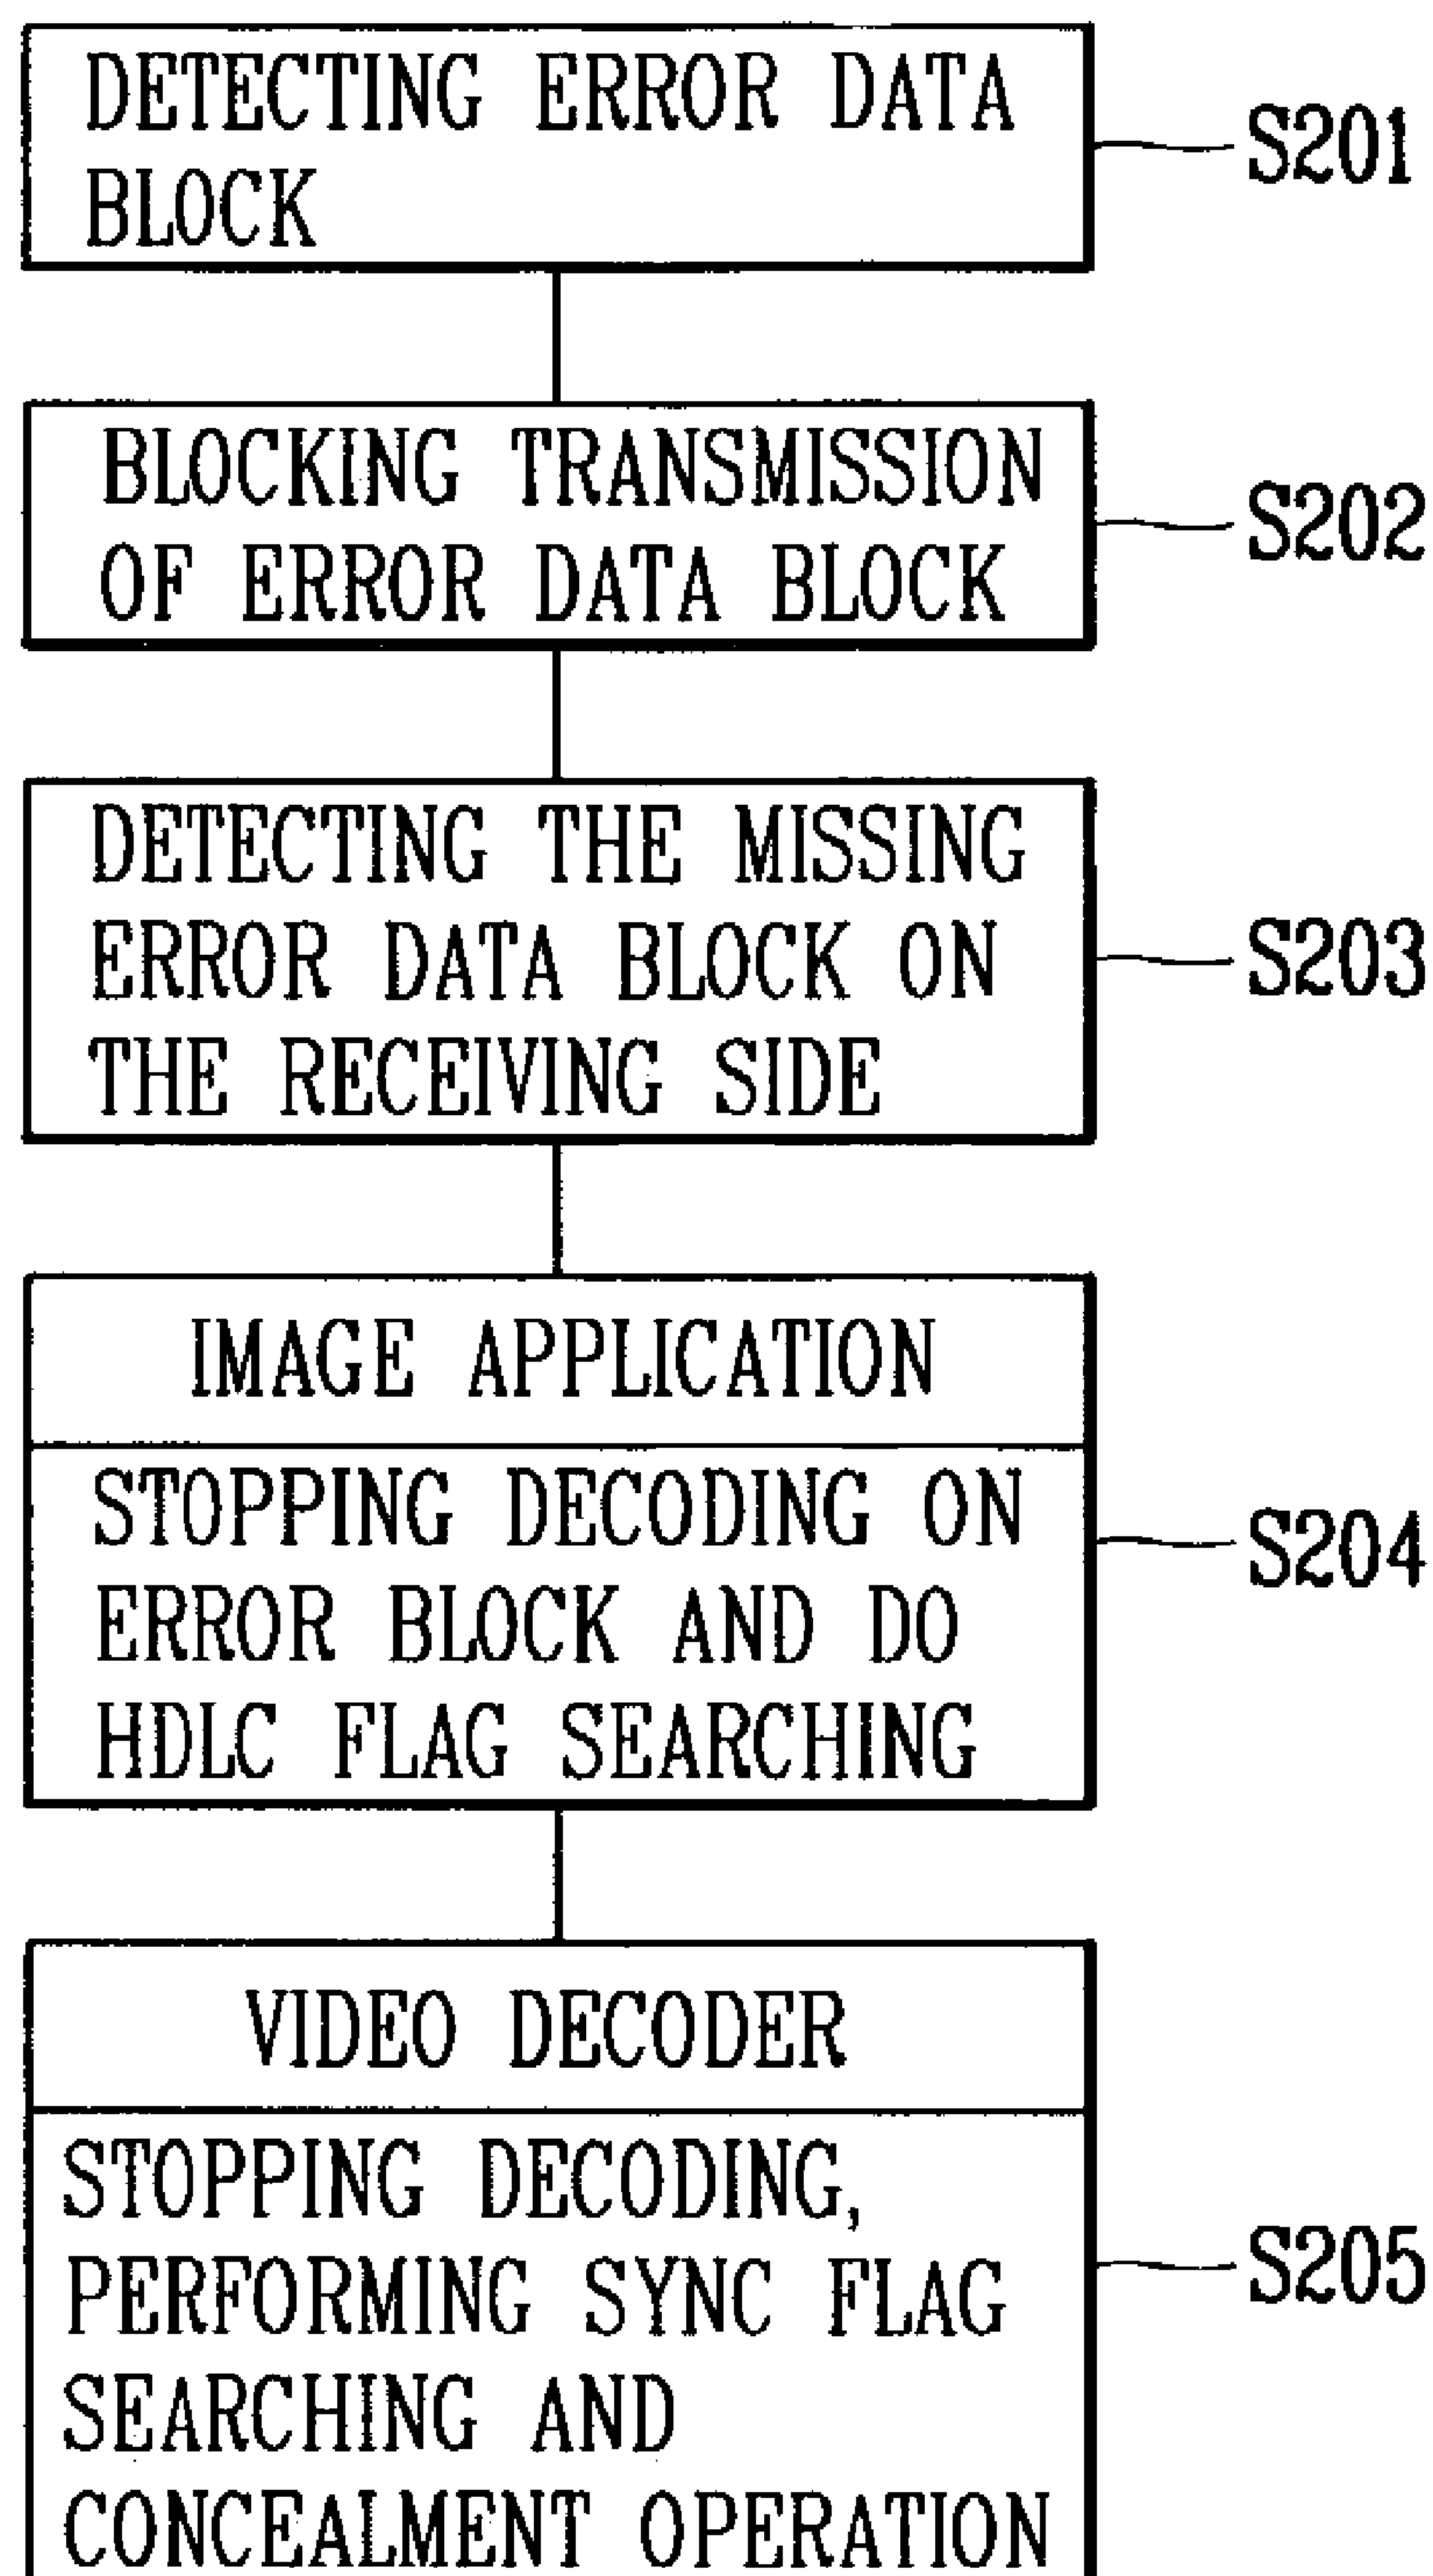 DETECTING ERROR DATA
BLOCK
S201
BLOCKING TRANSMISSION
OF ERROR DATA BLOCK
S202
DETECTING THE MISSING
ERROR DATA BLOCK ON
THE RECEIVING SIDE
S203
IMAGE APPLICATION
STOPPING DECODING ON
ERROR BLOCK AND DO
HDLC FLAG SEARCHING
S204
VIDEO DECODER
STOPPING DECODING,
PERFORMING SYNC FLAG
SEARCHING AND
CONCEALMENT OPERATION
S205